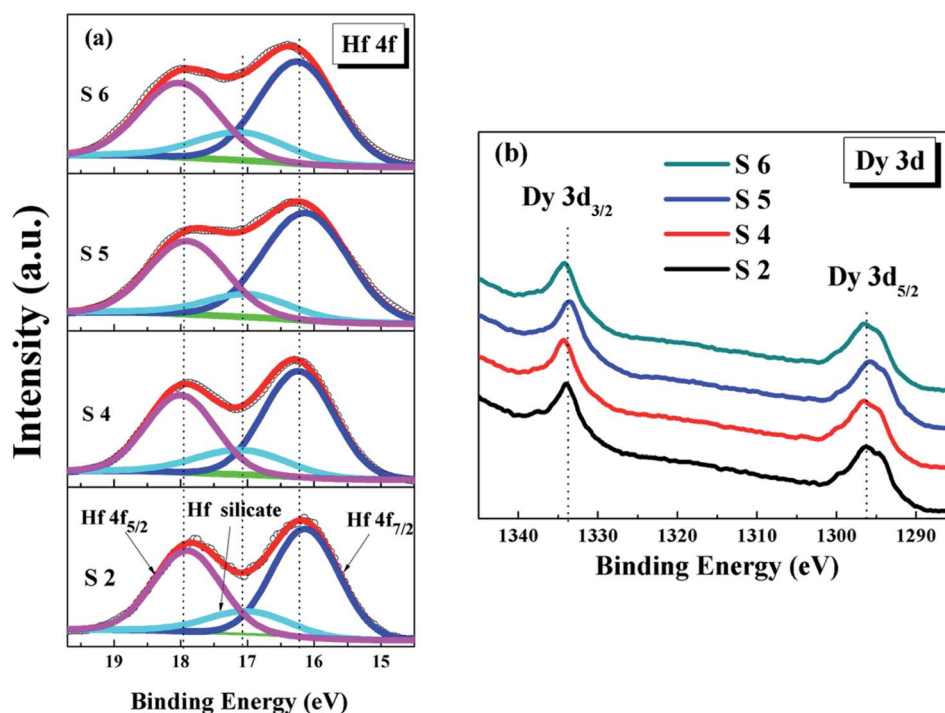 (a)
Hf 4f
S 6
S 5
S 4
Hf 4f5/2
Hf silicate
Hf 4f7/2
S 2
19 18 17 16 15
Binding Energy (eV)
Intensity (a.u.)
(b)
Dy 3d
S 6
S 5
S 4
S 2
Dy 3d3/2
Dy 3d5/2
1340 1330 1320 1310 1300 1290
Binding Energy (eV)